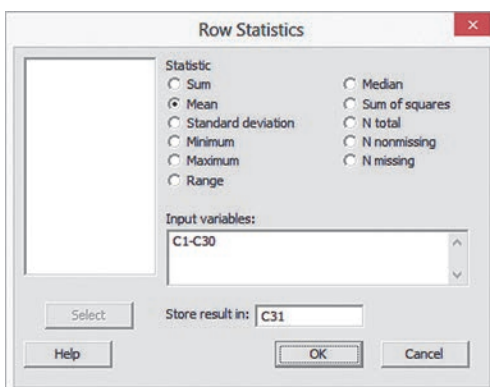 Row Statistics
Statistic
Sum
Mean
Standard deviation
Minimum
Maximum
Range
Median
Sum of squares
N total
N nonmissing
N missing
Input variables:
C1-C30
Select
Store result in: C31
Help
OK
Cancel